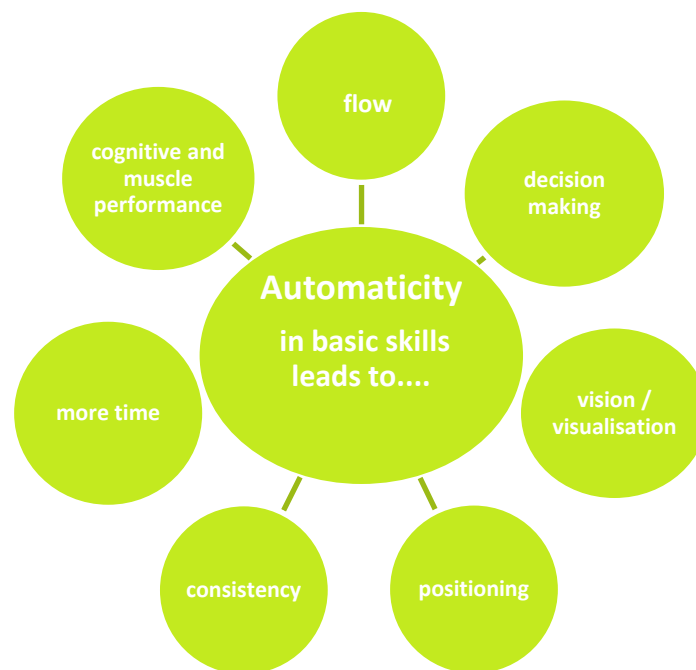 flow
decision
making
vision /
visualisation
positioning
consistency
more time
cognitive and
muscle
performance
Automaticity
in basic skills
leads to....